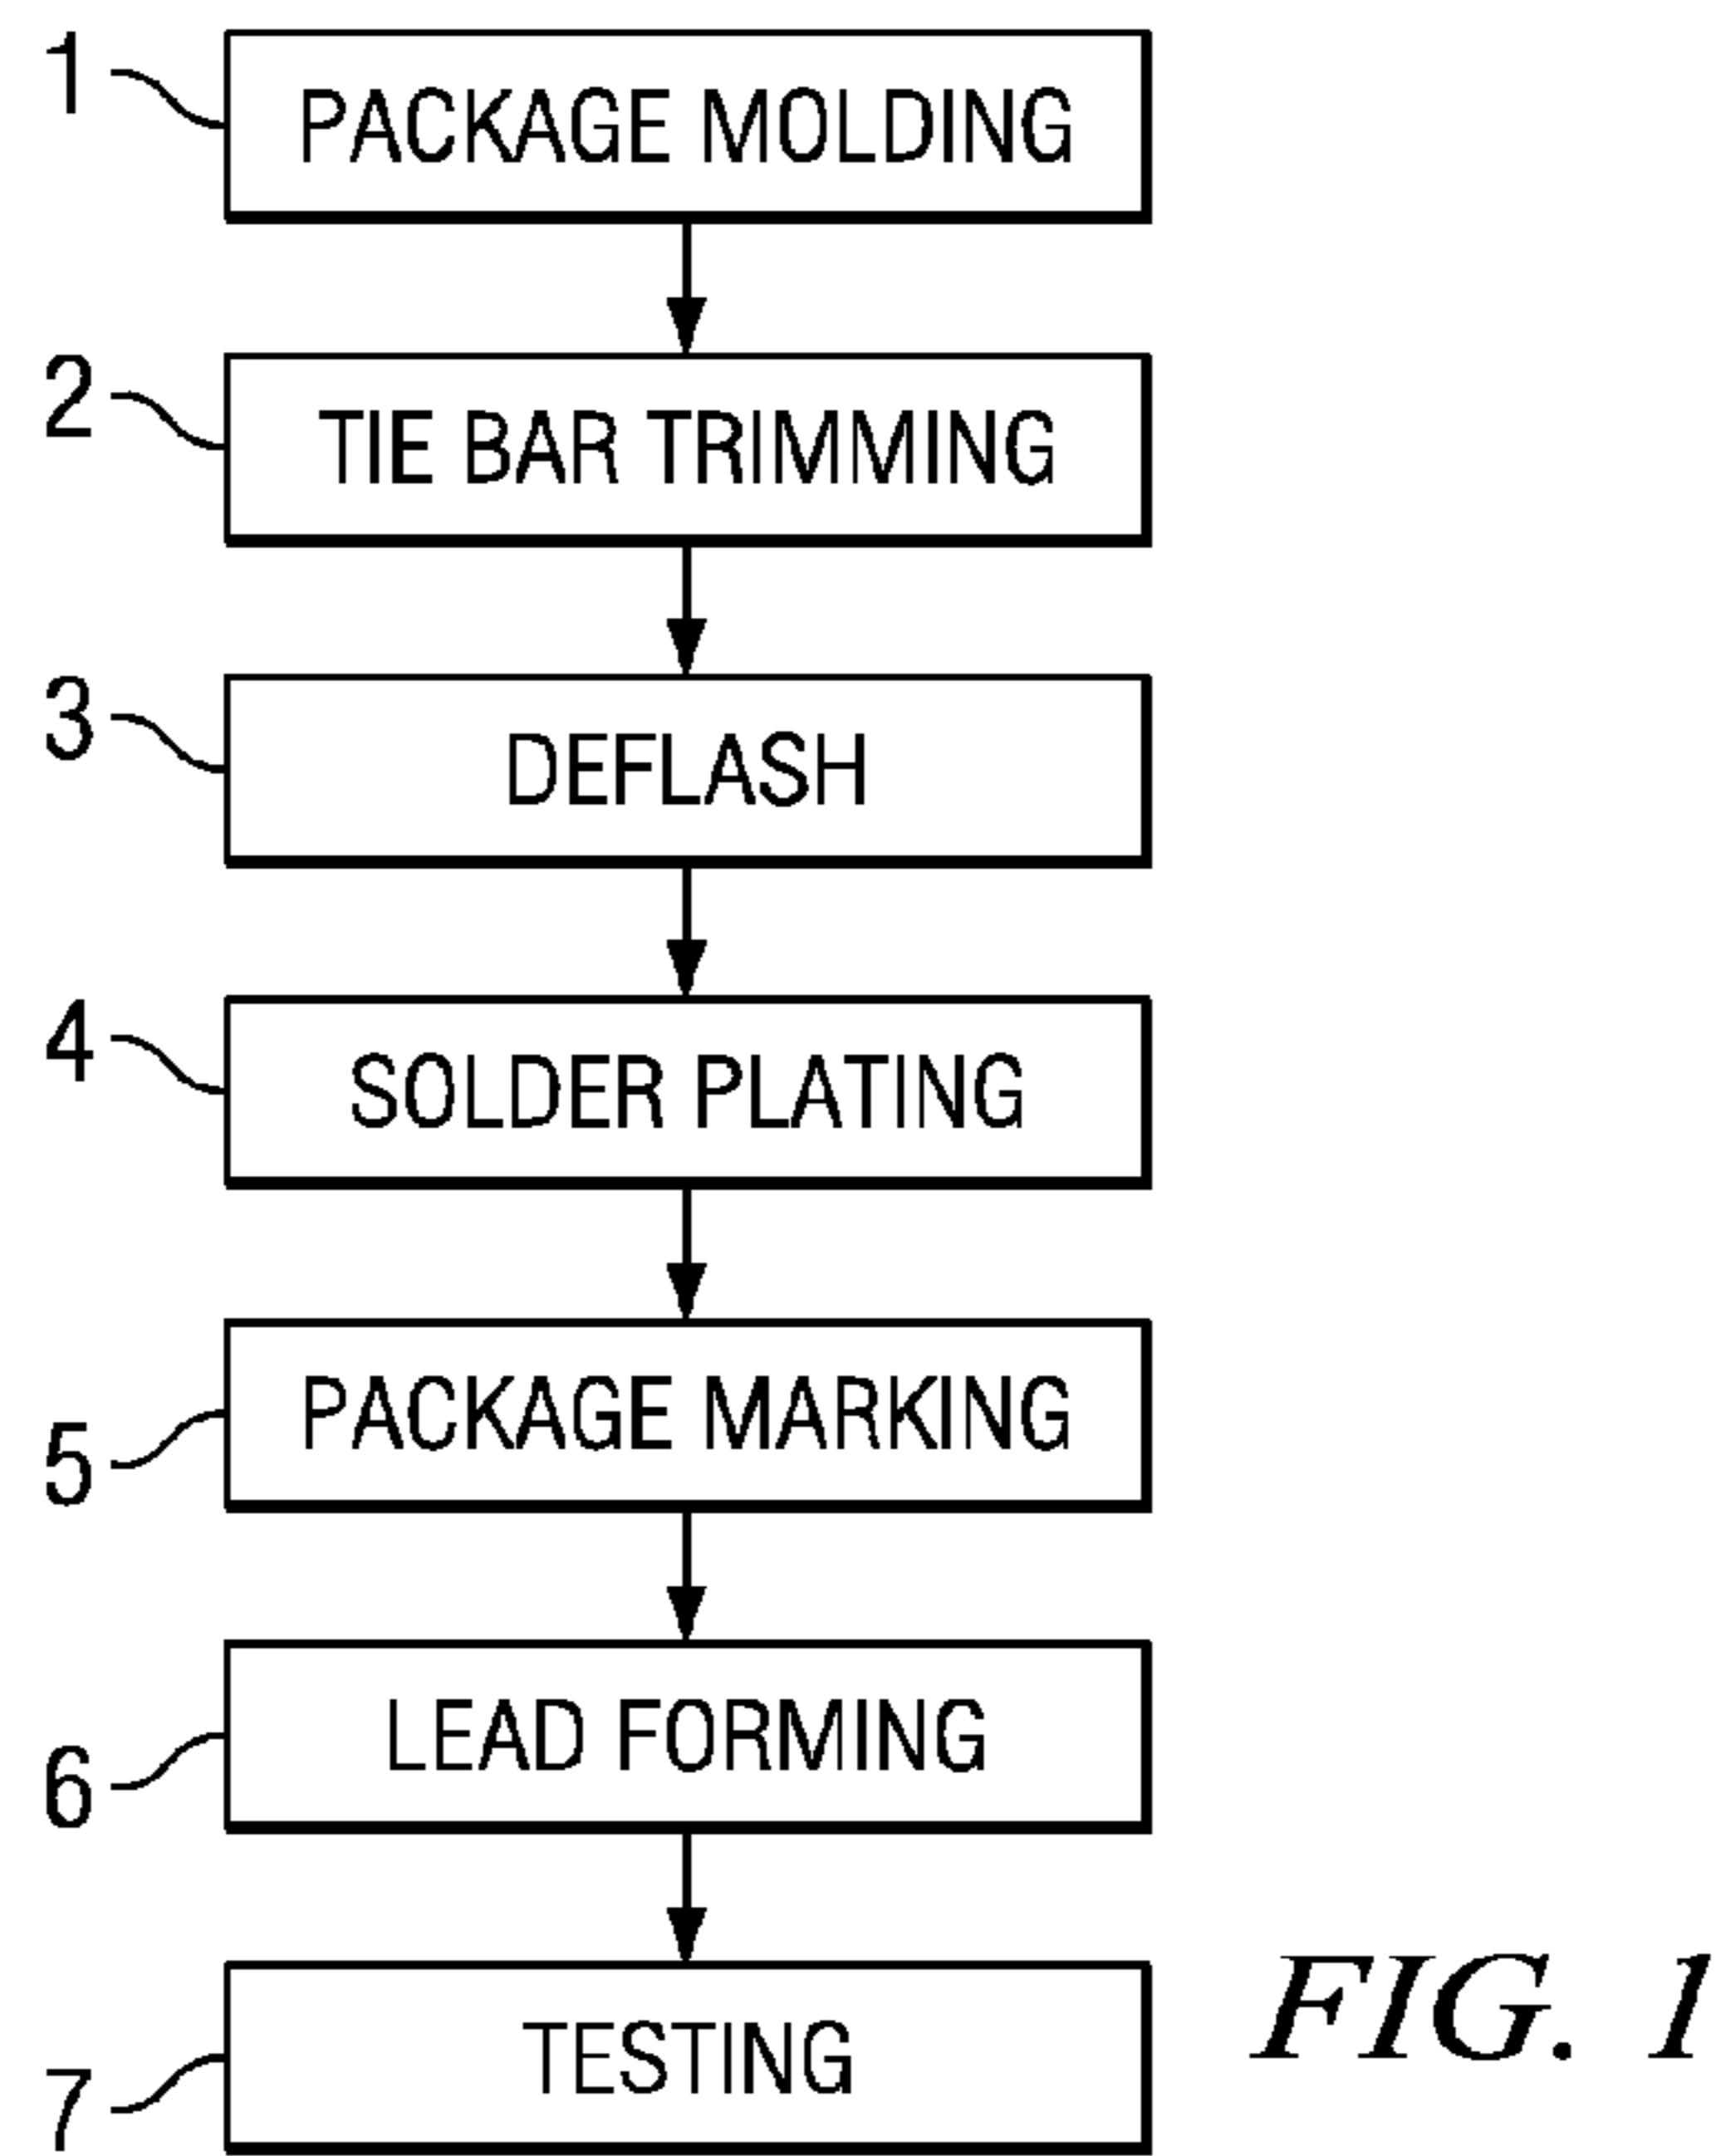 1
PACKAGE MOLDING
2
TIE BAR TRIMMING
3
DEFLASH
4
SOLDER PLATING
5
PACKAGE MARKING
6
LEAD FORMING
7
TESTING
FIG. 1